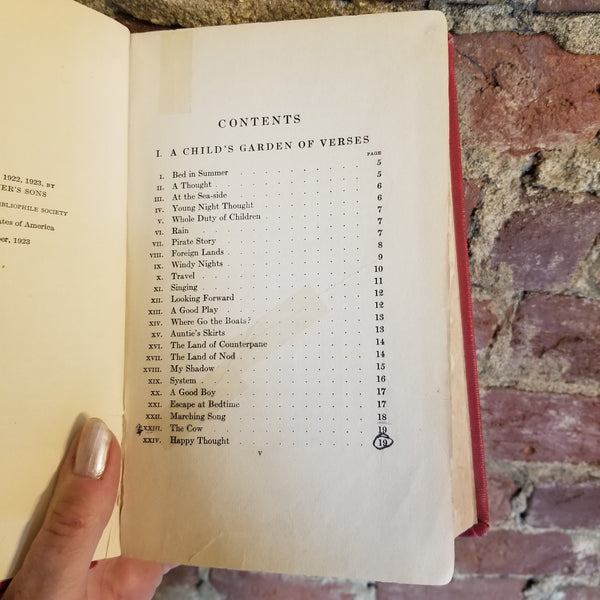 1922, 1923, BY
ER'S SONS
IBLIOPHILE SOCIETY
tes of America
er, 1923
CONTENTS
I. A CHILD'S GARDEN OF VERSES
PAGE
I. Bed in Summer . . . . . . . . . . 5
II. A Thought . . . . . . . . . . 5
III. At the Sea-side . . . . . . . . . . 6
IV. Young Night Thought . . . . . . . . . . 6
V. Whole Duty of Children . . . . . . . . . . 7
VI. Rain . . . . . . . . . . 7
VII. Pirate Story . . . . . . . . . . 7
VIII. Foreign Lands . . . . . . . . . . 8
IX. Windy Nights . . . . . . . . . . 9
X. Travel . . . . . . . . . . 10
XI. Singing . . . . . . . . . . 11
XII. Looking Forward . . . . . . . . . . 12
XIII. A Good Play . . . . . . . . . . 12
XIV. Where Go the Boats? . . . . . . . . . . 13
XV. Auntie's Skirts . . . . . . . . . . 13
XVI. The Land of Counterpane . . . . . . . . . . 14
XVII. The Land of Nod . . . . . . . . . . 14
XVIII. My Shadow . . . . . . . . . . 15
XIX. System . . . . . . . . . . 16
XX. A Good Boy . . . . . . . . . . 17
XXI. Escape at Bedtime . . . . . . . . . . 17
XXII. Marching Song . . . . . . . . . . 18
XXIII. The Cow . . . . . . . . . . 19
XXIV. Happy Thought . . . . . . . . . . 19
v